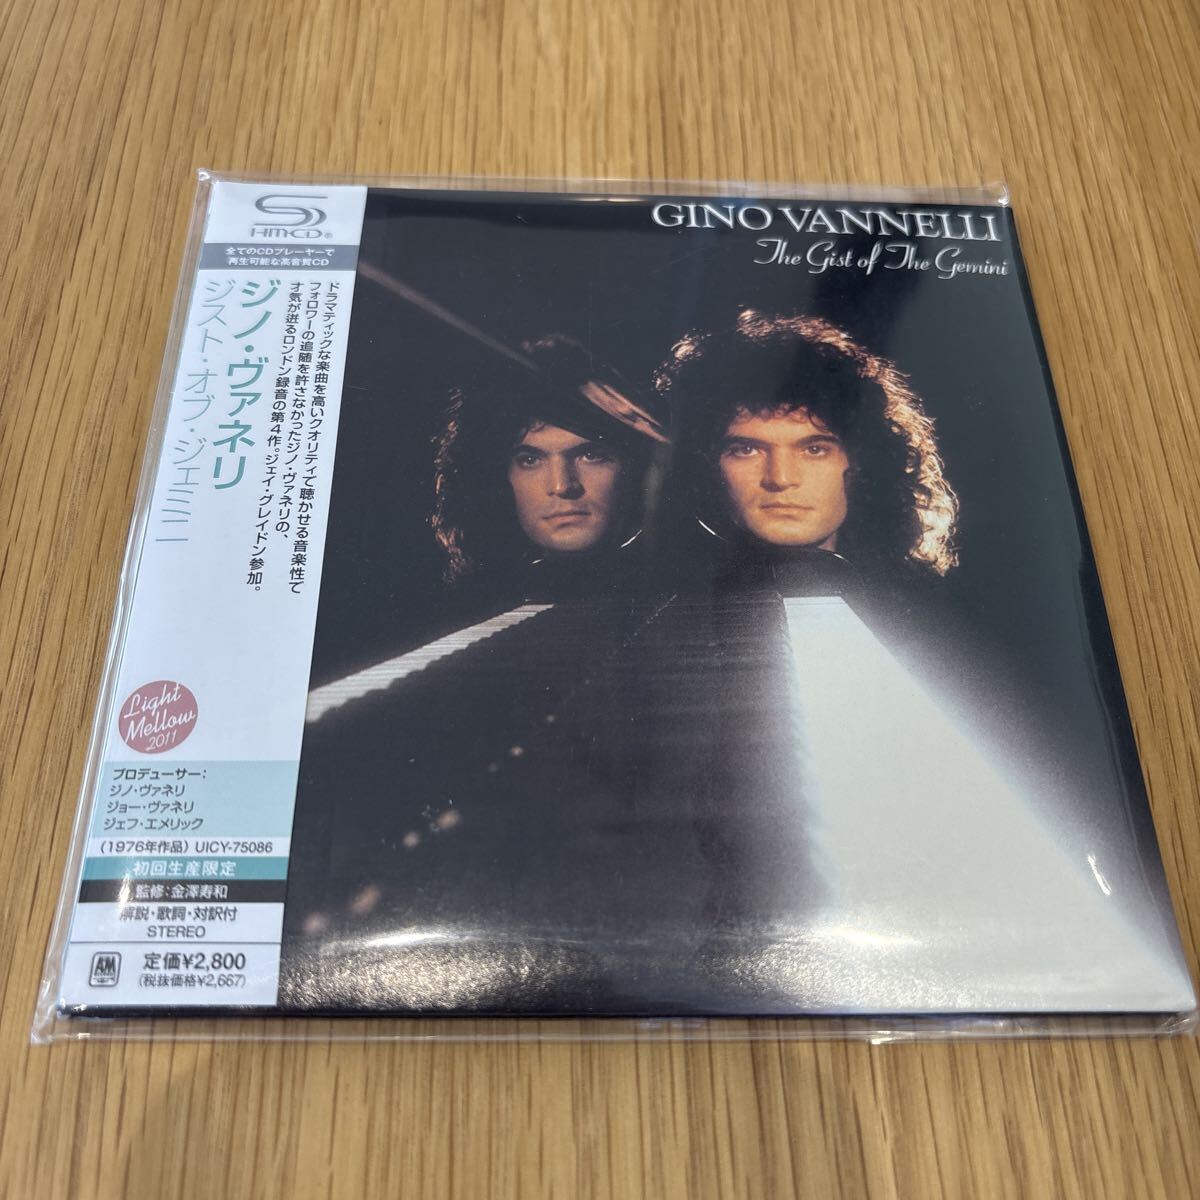 SHM-CD®
全てのCDプレーヤーで
再生可能な高音質CD
ジノ・ヴァネリ
ジスト・オブ・ジェミニ
ドラマティックな楽曲を高いクオリティで聴かせる音楽性で
フォロワーの追随を許さなかったジノ・ヴァネリの、
才気が迸るロンドン録音の第4作。ジェイ・グレイドン参加。
Light
Mellow
2011
プロデューサー:
ジノ・ヴァネリ
ジョー・ヴァネリ
ジェフ・エメリック
(1976年作品) UICY-75086
初回生産限定
監修:金澤寿和
解説・歌詞・対訳付
STEREO
A&M
定価¥2,800
(税抜価格¥2,667)
GINO VANNELLI
The Gist of The Gemini